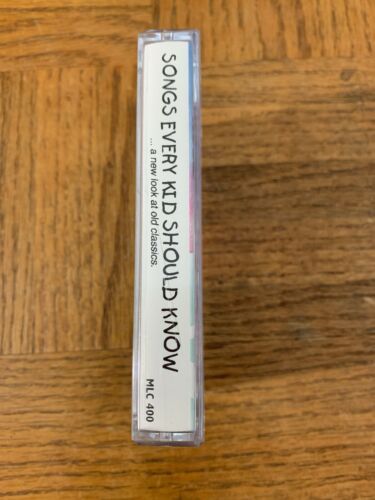 SONGS EVERY KID SHOULD KNOW
... a new look at old classics.
MLC 400